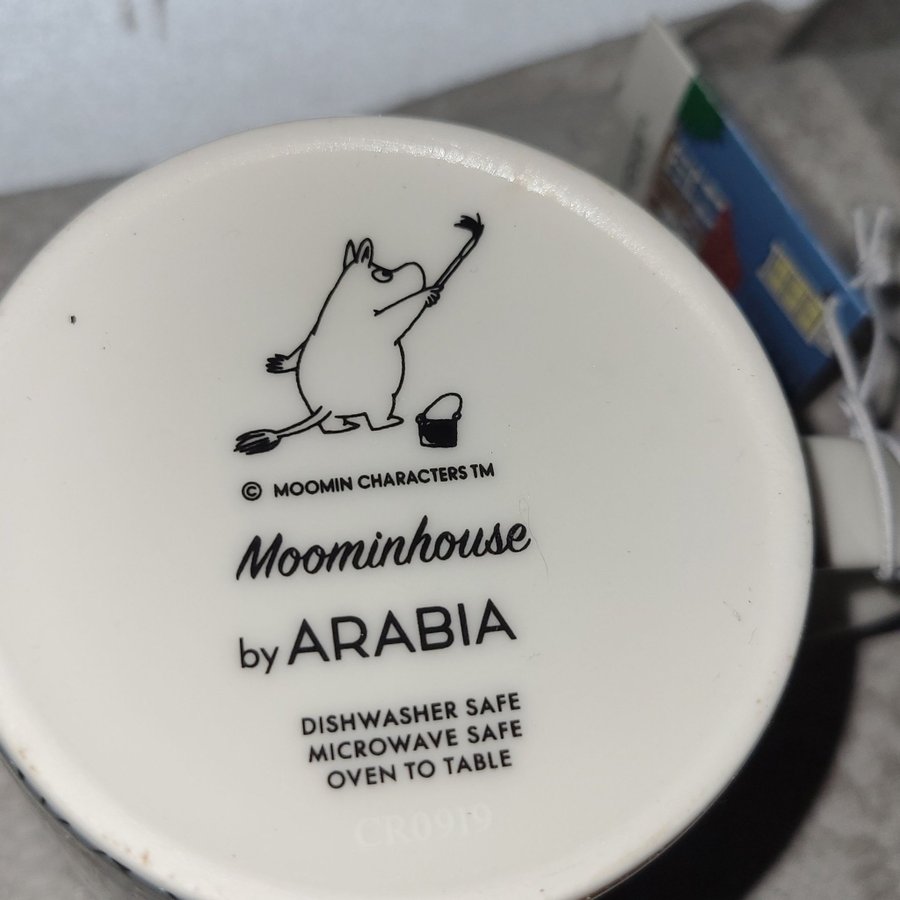 © MOOMIN CHARACTERS TM
Moominhouse
by ARABIA
DISHWASHER SAFE
MICROWAVE SAFE
OVEN TO TABLE
CR0919